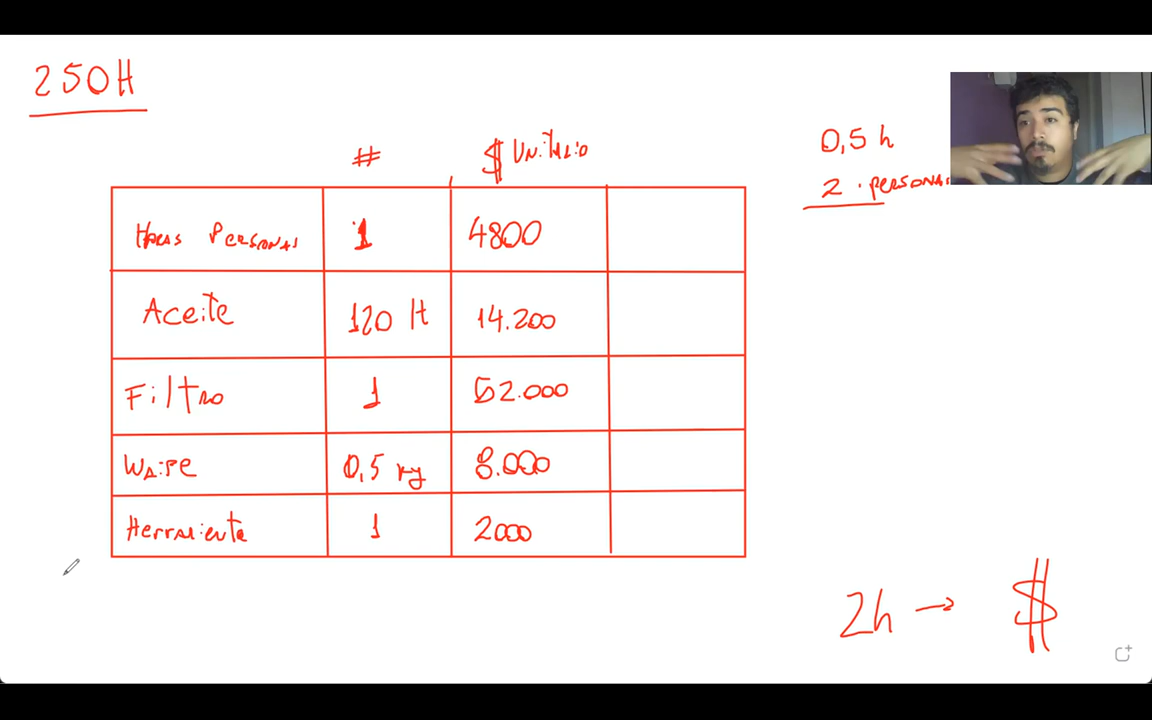 250H
# $ Unitario
0,5 h
2 . personas
Horas Personas 1 4800
Aceite 120 lt 14.200
Filtro 1 52.000
Waipe 0,5 kg 8.000
Herramienta 1 2000
2h → $